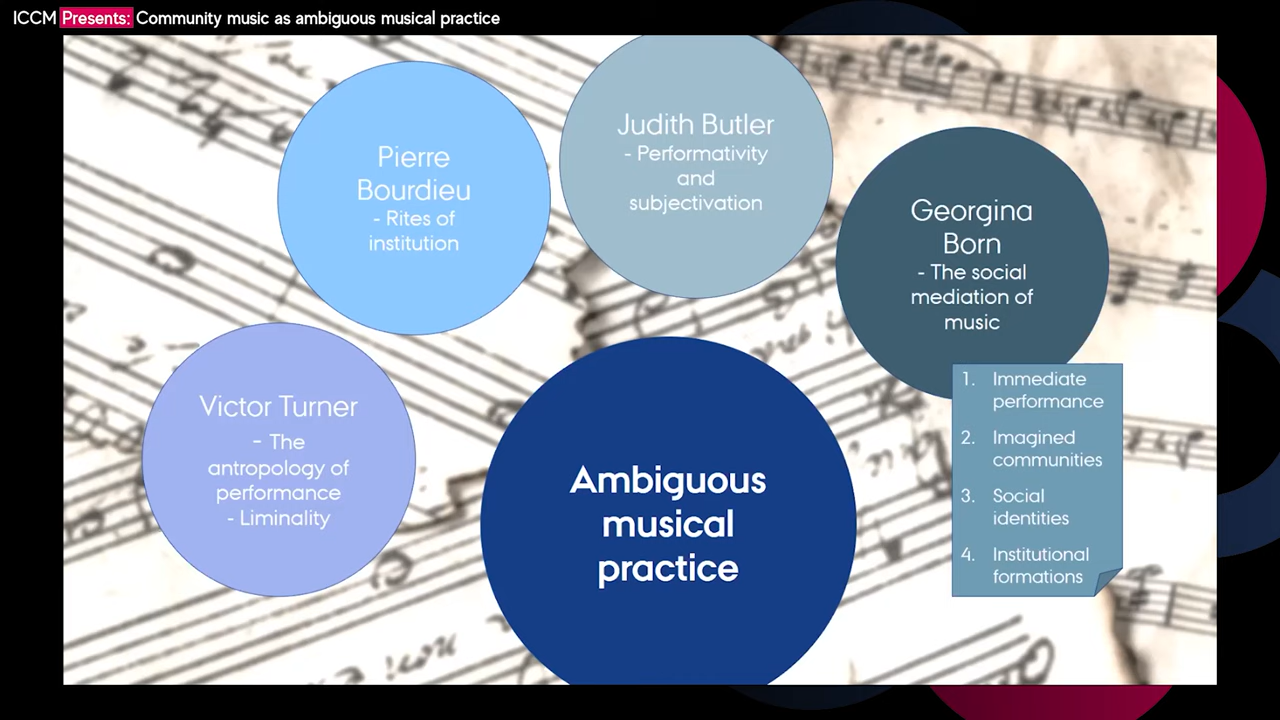 ICCM Presents: Community music as ambiguous musical practice
Pierre
Bourdieu
- Rites of
institution
Judith Butler
- Performativity
and
subjectivation
Georgina
Born
- The social
mediation of
music
Victor Turner
- The
antropology of
performance
- Liminality
Ambiguous
musical
practice
1. Immediate
performance
2. Imagined
communities
3. Social
identities
4. Institutional
formations